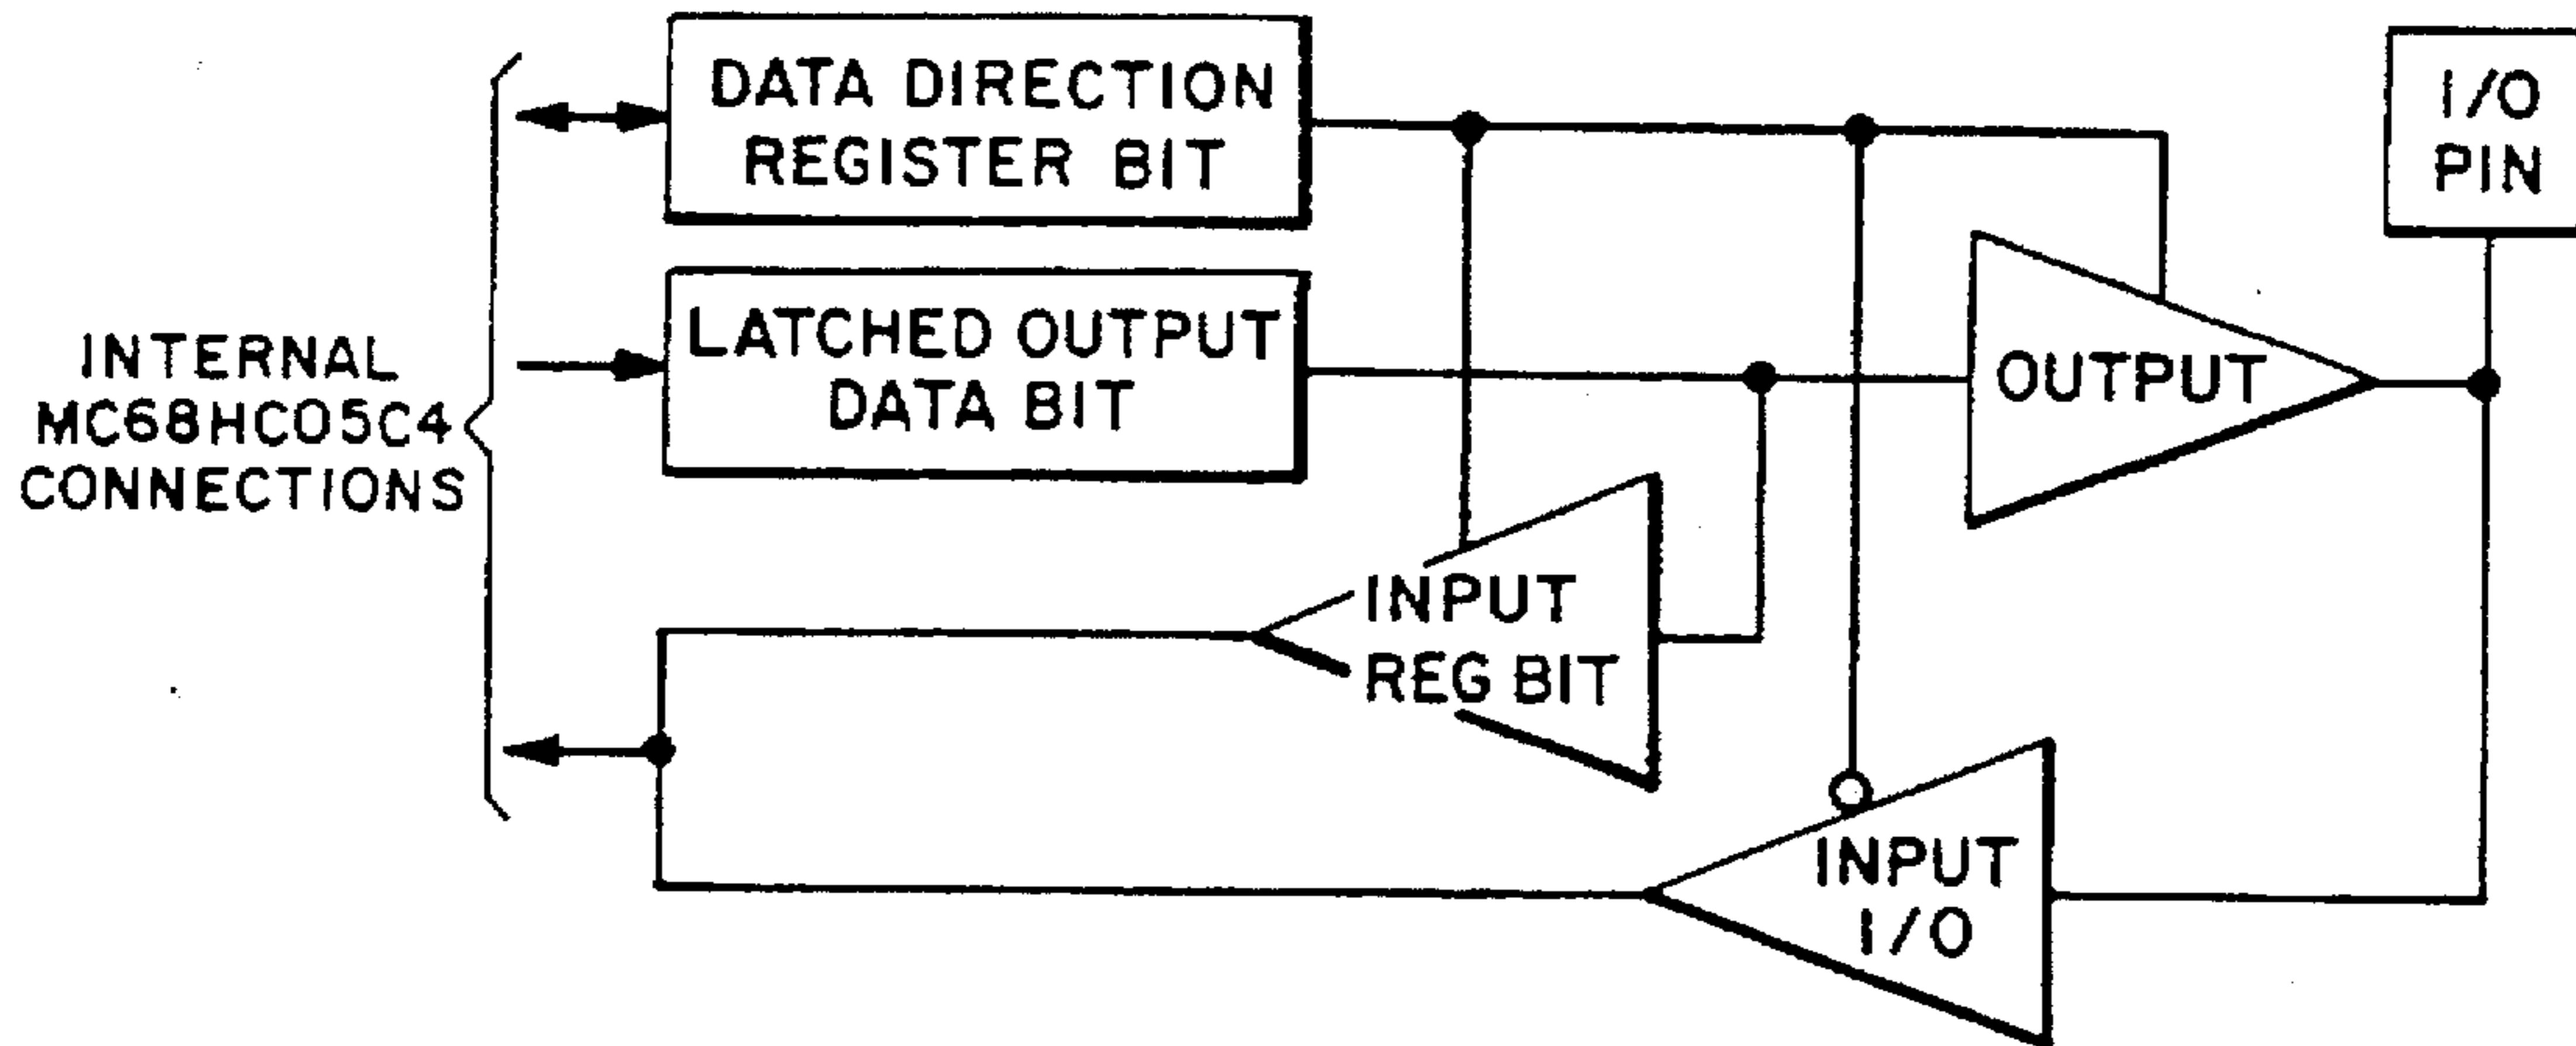 DATA DIRECTION
REGISTER BIT
I/O
PIN
LATCHED OUTPUT
DATA BIT
INTERNAL
MC68HC05C4
CONNECTIONS
OUTPUT
INPUT
REG BIT
INPUT
I/O